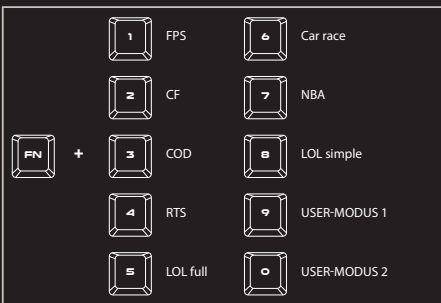 1 FPS 6 Car race
2 CF 7 NBA
FN + 3 COD 8 LOL simple
4 RTS 9 USER-MODUS 1
5 LOL full 0 USER-MODUS 2